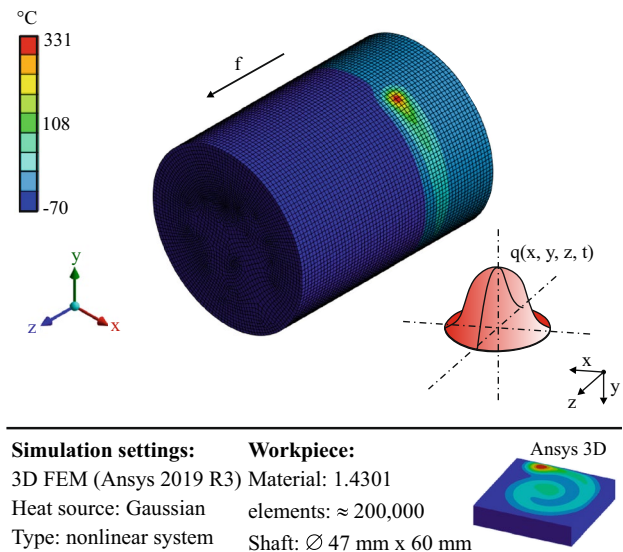 °C
331
108
-70
f
y
z
x
q(x, y, z, t)
x
y
z
Simulation settings:
3D FEM (Ansys 2019 R3)
Heat source: Gaussian
Type: nonlinear system
Workpiece:
Material: 1.4301
elements: ≈ 200,000
Shaft: ∅ 47 mm x 60 mm
Ansys 3D